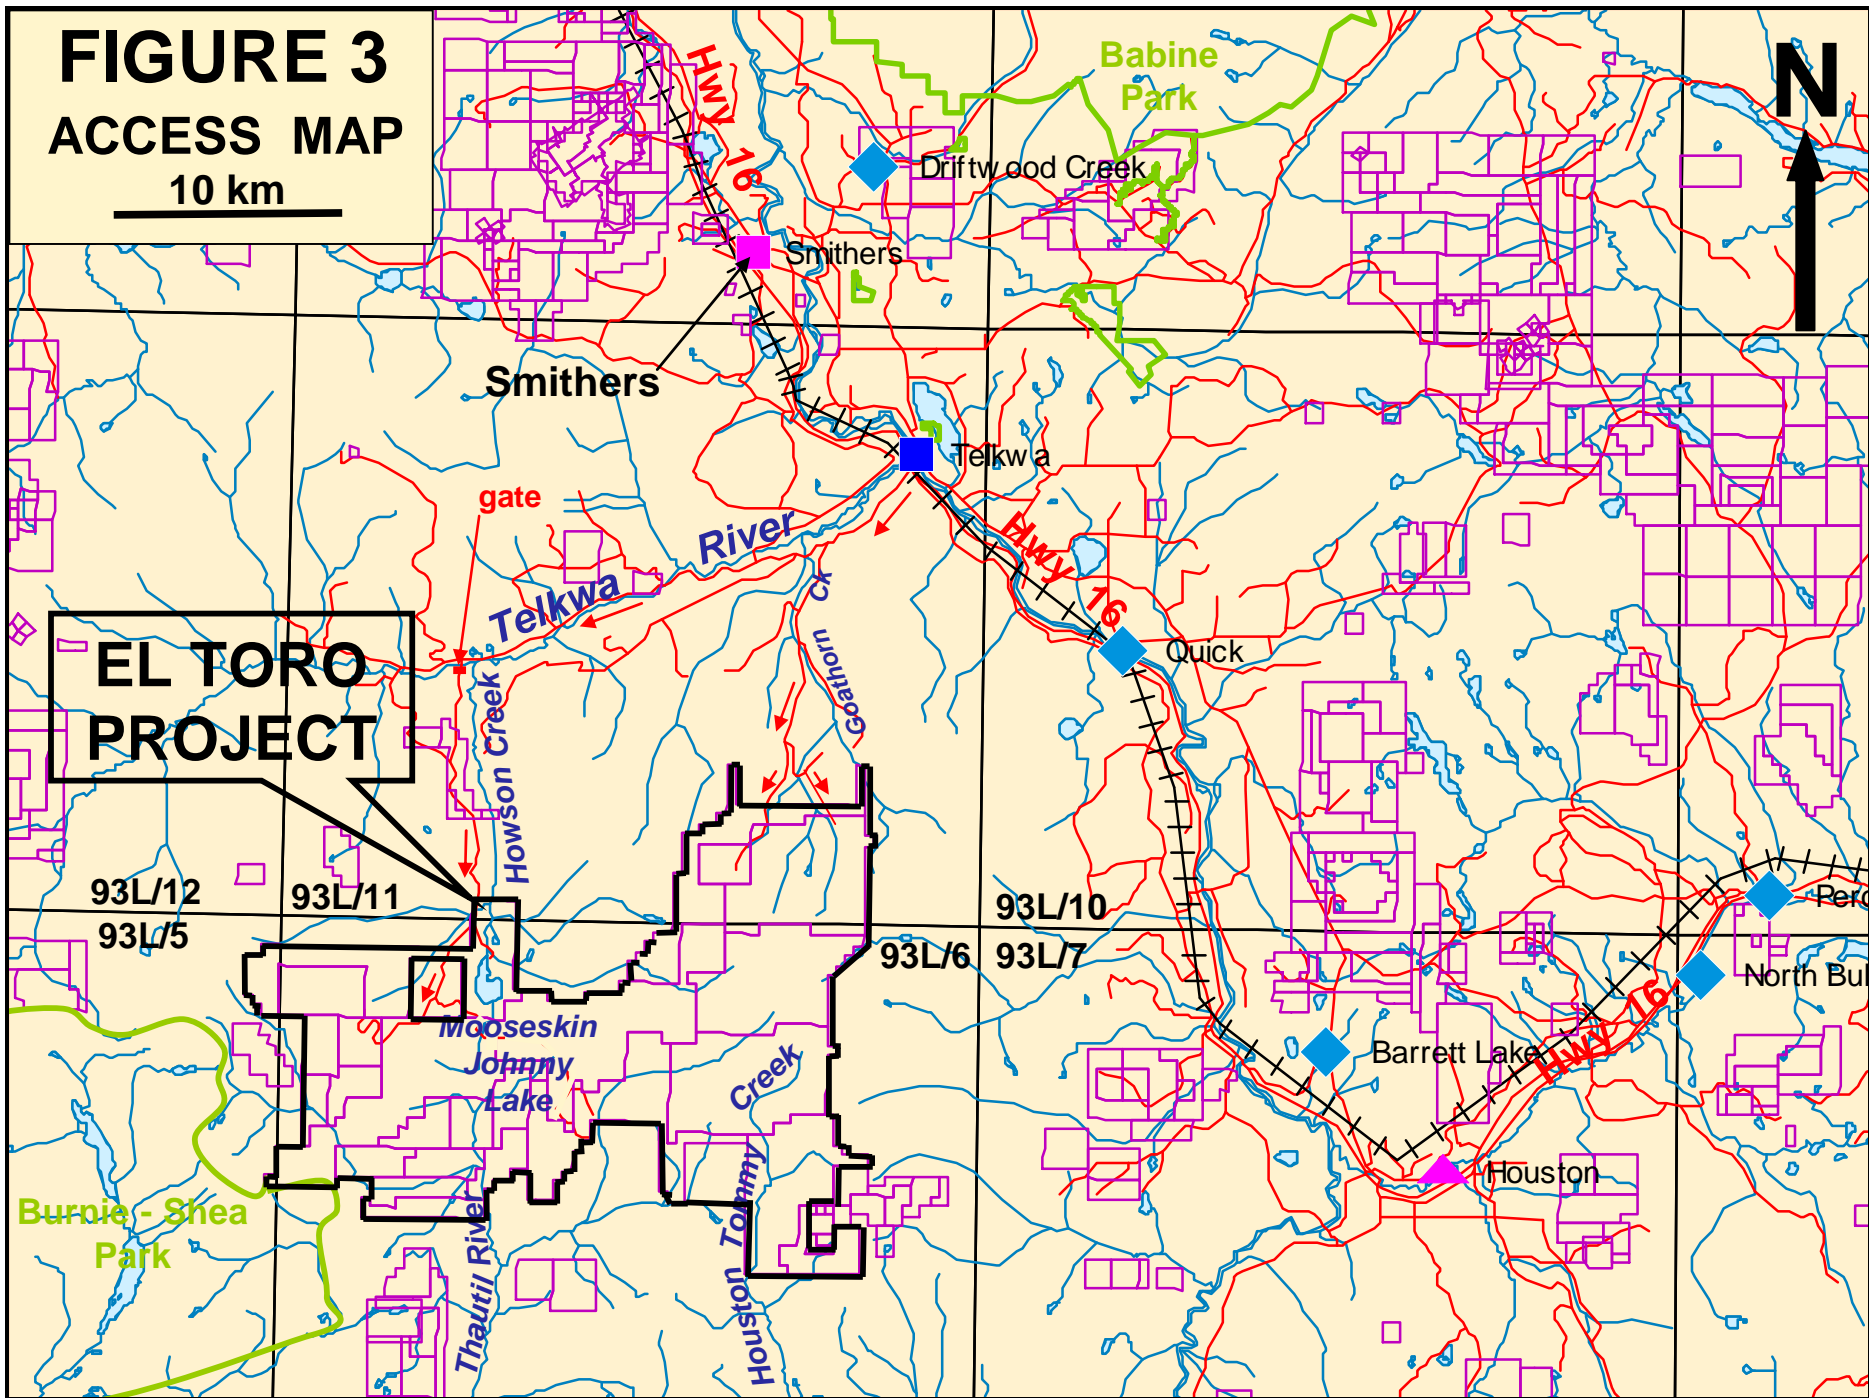 FIGURE 3
ACCESS MAP
10 km
N
Babine
Park
Hwy
16
Driftwood Creek
Smithers
Smithers
Telkwa
gate
River
Telkwa
Hwy
16
Ck
Goathorn
Quick
EL TORO
PROJECT
Howson Creek
93L/12
93L/11
93L/10
93L/5
93L/6
93L/7
Perc
North Bul
Hwy 16
Mooseskin
Johnny
Lake
Creek
Tommy
Houston
Barrett Lake
Houston
Burnie - Shea
Park
Thautil River